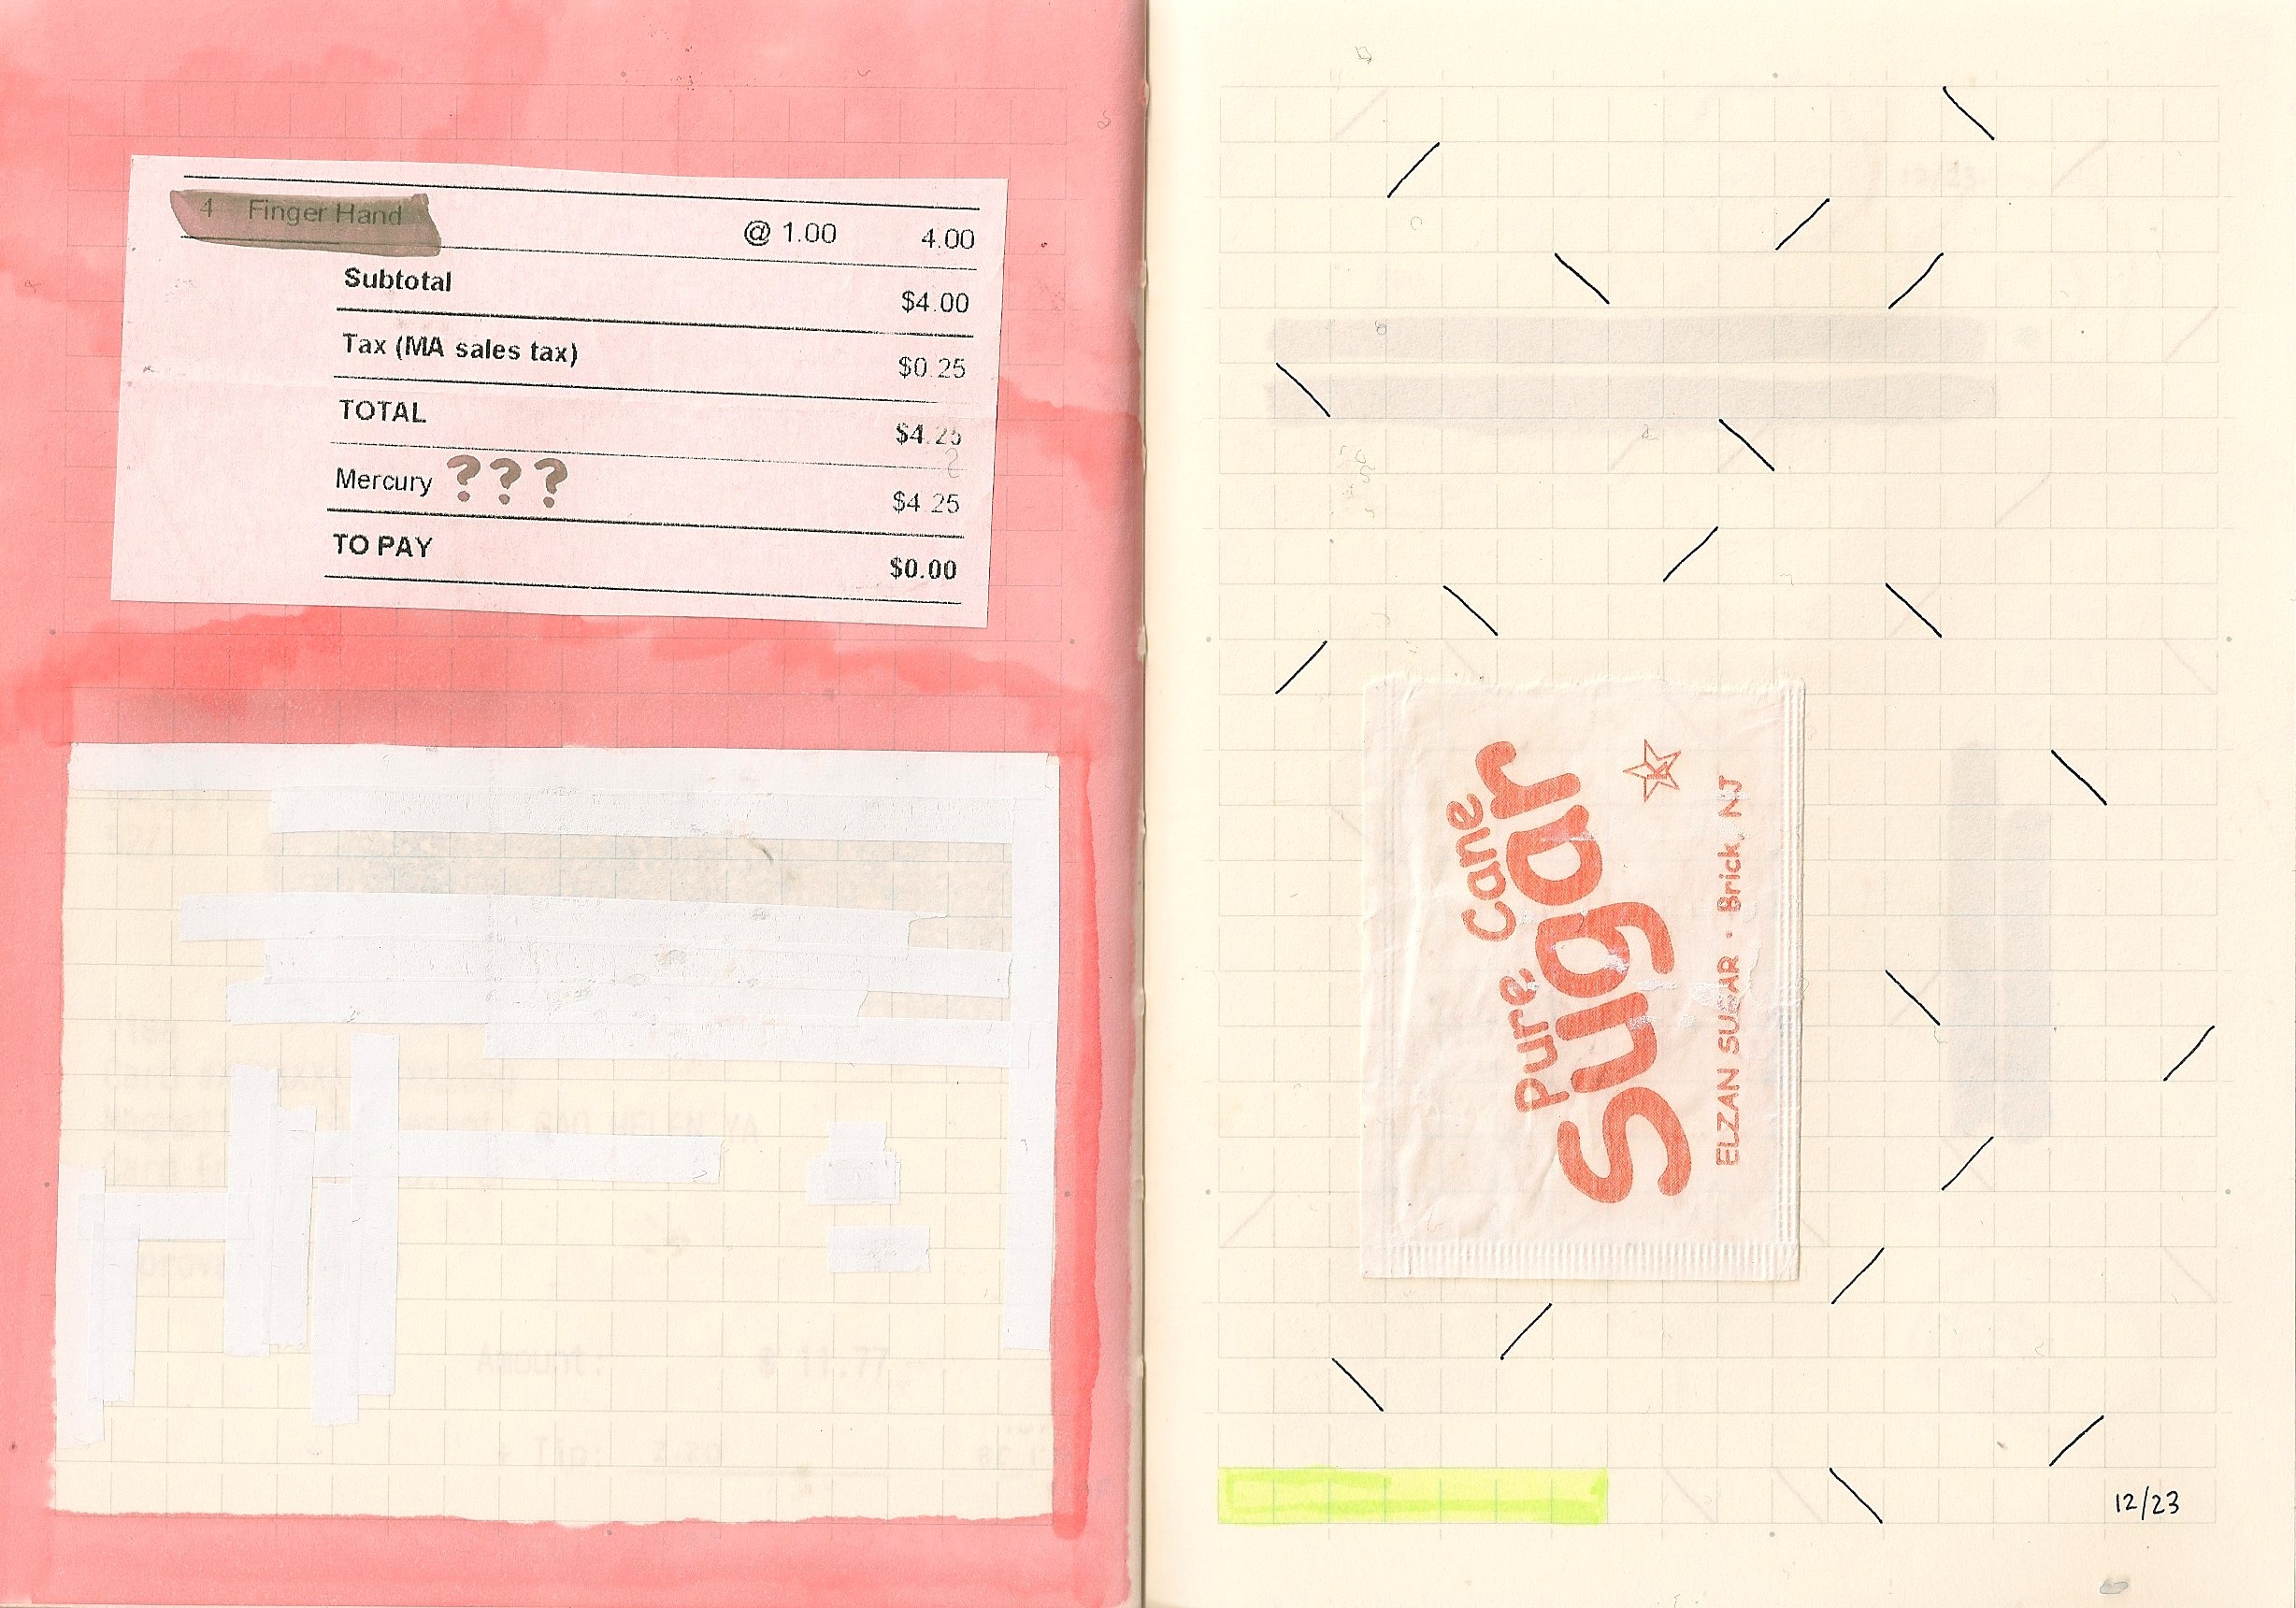 4 Finger Hand @ 1.00 4.00
Subtotal $4.00
Tax (MA sales tax) $0.25
TOTAL $4.25
Mercury ??? $4.25
TO PAY $0.00
Amount: $ 11.77
+ Tip:
Pure Cane
Sugar
K
ELZAN SUGAR · Brick, NJ
12/23